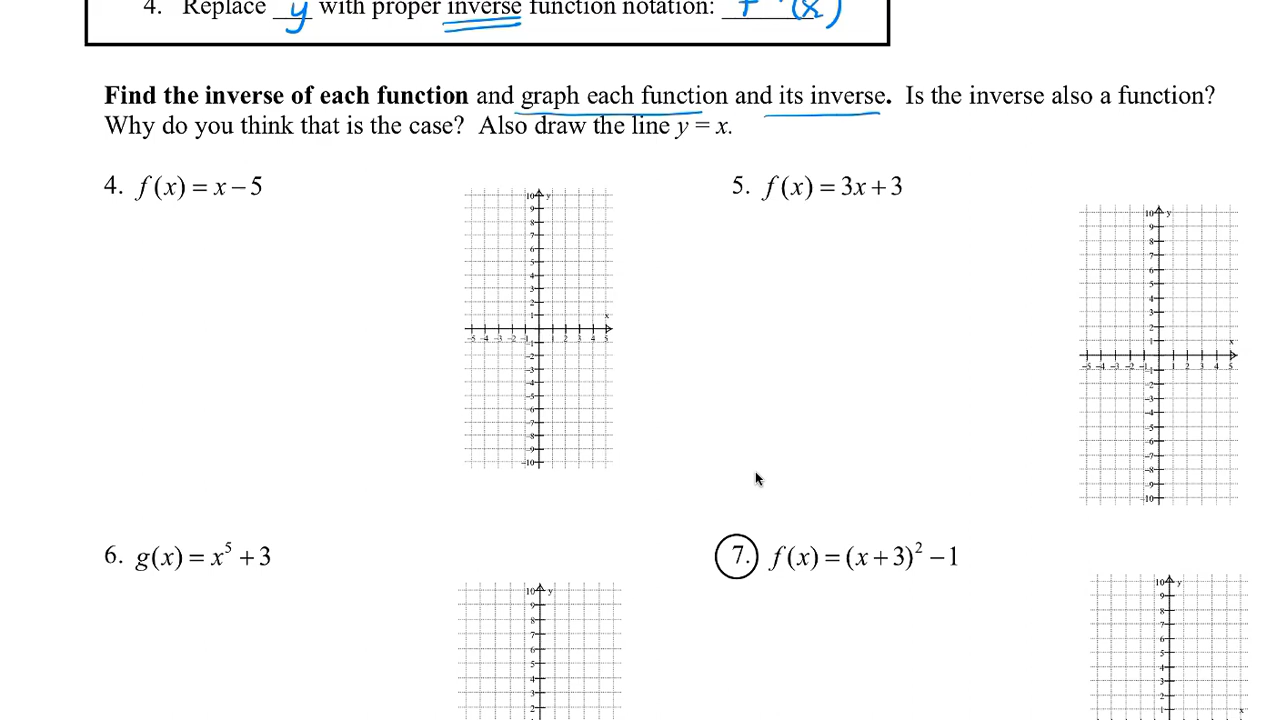 4. Replace y with proper inverse function notation: (x)
Find the inverse of each function and graph each function and its inverse. Is the inverse also a function?
Why do you think that is the case? Also draw the line y = x.
4. f(x) = x − 5
5. f(x) = 3x + 3
6. g(x) = x⁵ + 3
7. f(x) = (x + 3)² − 1